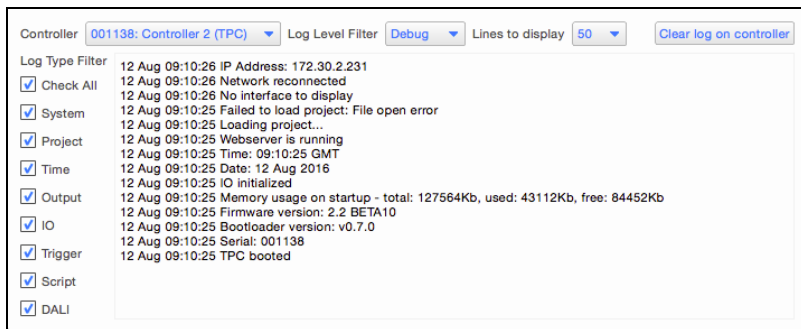 Controller 001138: Controller 2 (TPC) Log Level Filter Debug Lines to display 50 Clear log on controller
Log Type Filter
Check All
System
Project
Time
Output
IO
Trigger
Script
DALI
12 Aug 09:10:26 IP Address: 172.30.2.231
12 Aug 09:10:26 Network reconnected
12 Aug 09:10:26 No interface to display
12 Aug 09:10:25 Failed to load project: File open error
12 Aug 09:10:25 Loading project...
12 Aug 09:10:25 Webserver is running
12 Aug 09:10:25 Time: 09:10:25 GMT
12 Aug 09:10:25 Date: 12 Aug 2016
12 Aug 09:10:25 IO initialized
12 Aug 09:10:25 Memory usage on startup - total: 127564Kb, used: 43112Kb, free: 84452Kb
12 Aug 09:10:25 Firmware version: 2.2 BETA10
12 Aug 09:10:25 Bootloader version: v0.7.0
12 Aug 09:10:25 Serial: 001138
12 Aug 09:10:25 TPC booted